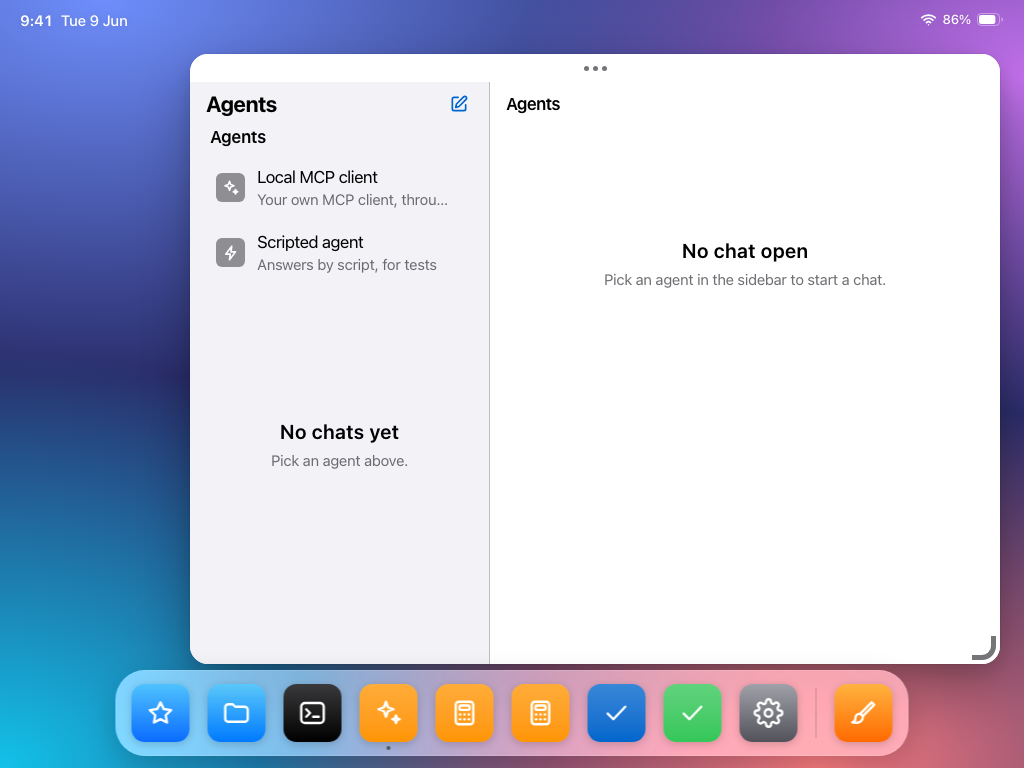 9:41 Tue 9 Jun
86%
Agents
Agents
Local MCP client
Your own MCP client, throu...
Scripted agent
Answers by script, for tests
No chats yet
Pick an agent above.
Agents
No chat open
Pick an agent in the sidebar to start a chat.